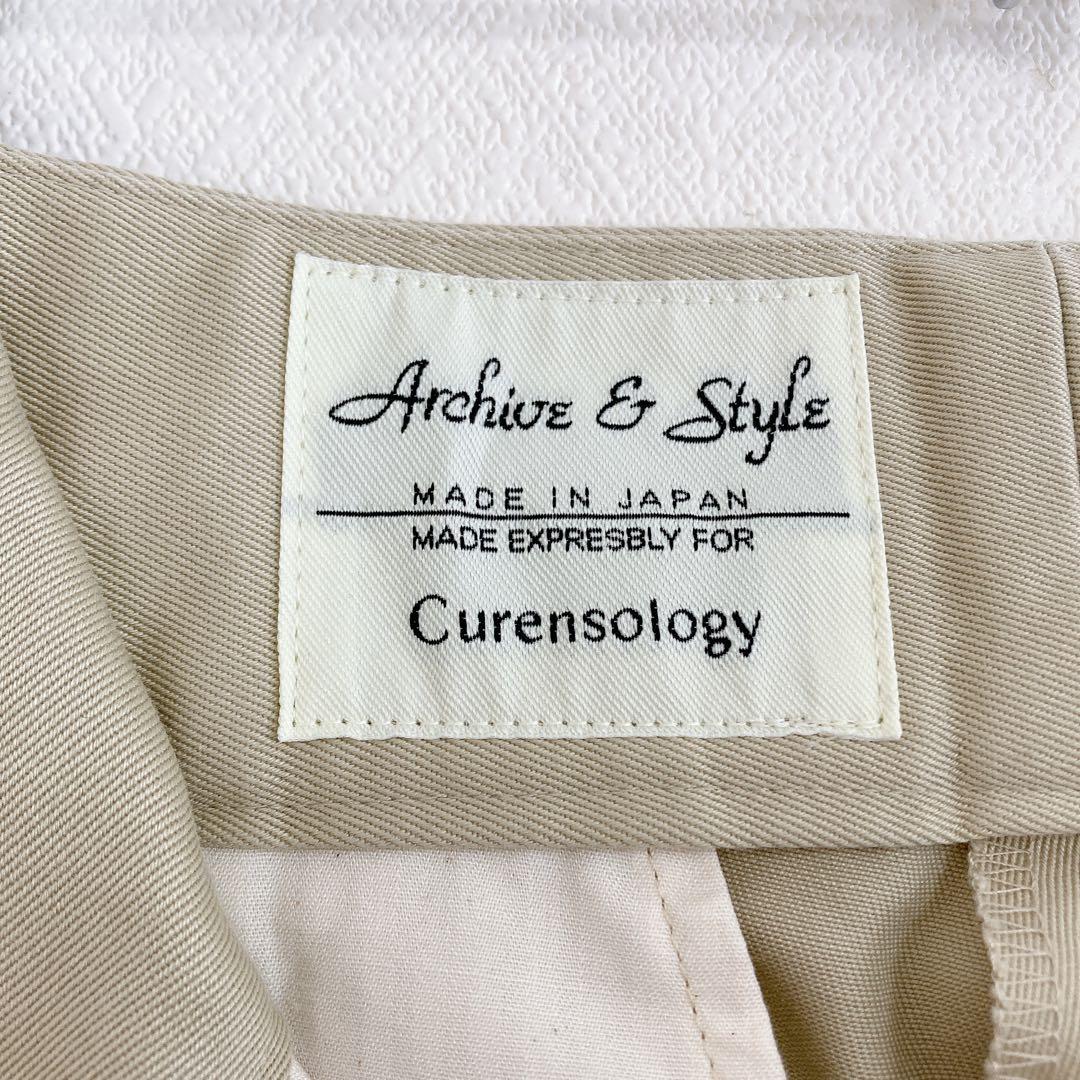 Archive & Style
MADE IN JAPAN
MADE EXPRESBLY FOR
Curensology